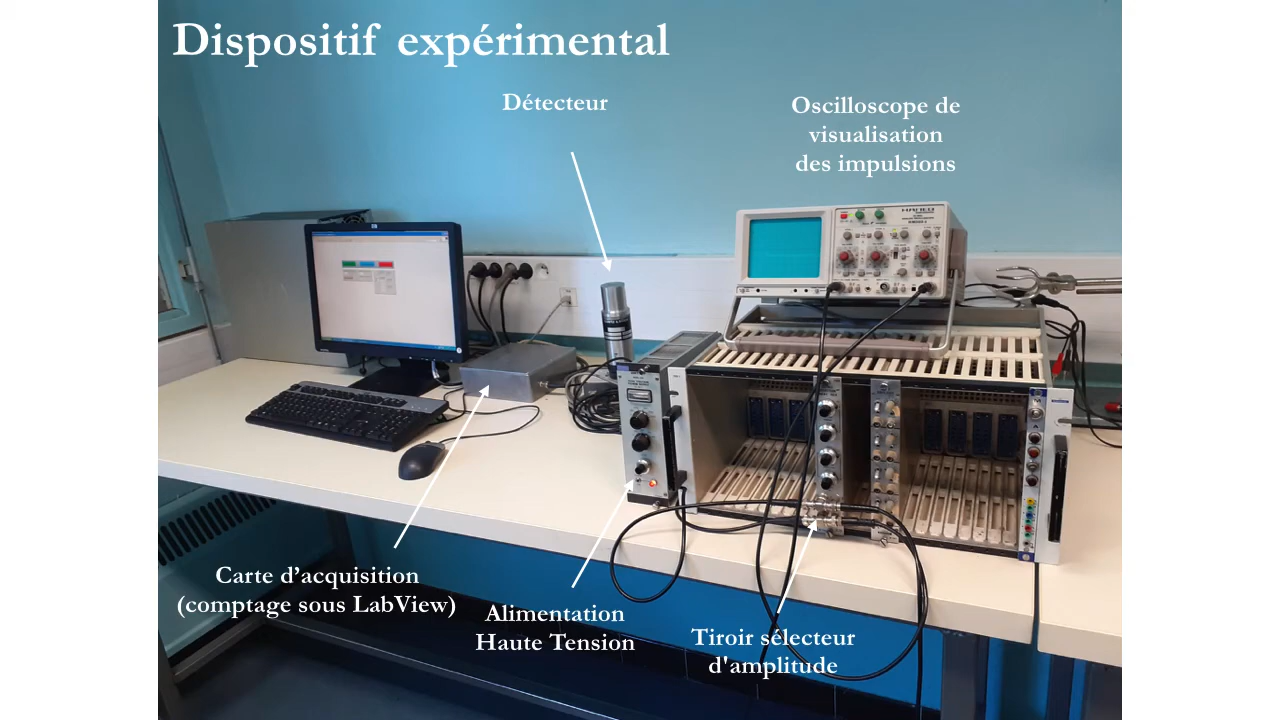 Dispositif expérimental
Détecteur
Oscilloscope de
visualisation
des impulsions
Carte d’acquisition
(comptage sous LabView)
Alimentation
Haute Tension
Tiroir sélecteur
d'amplitude